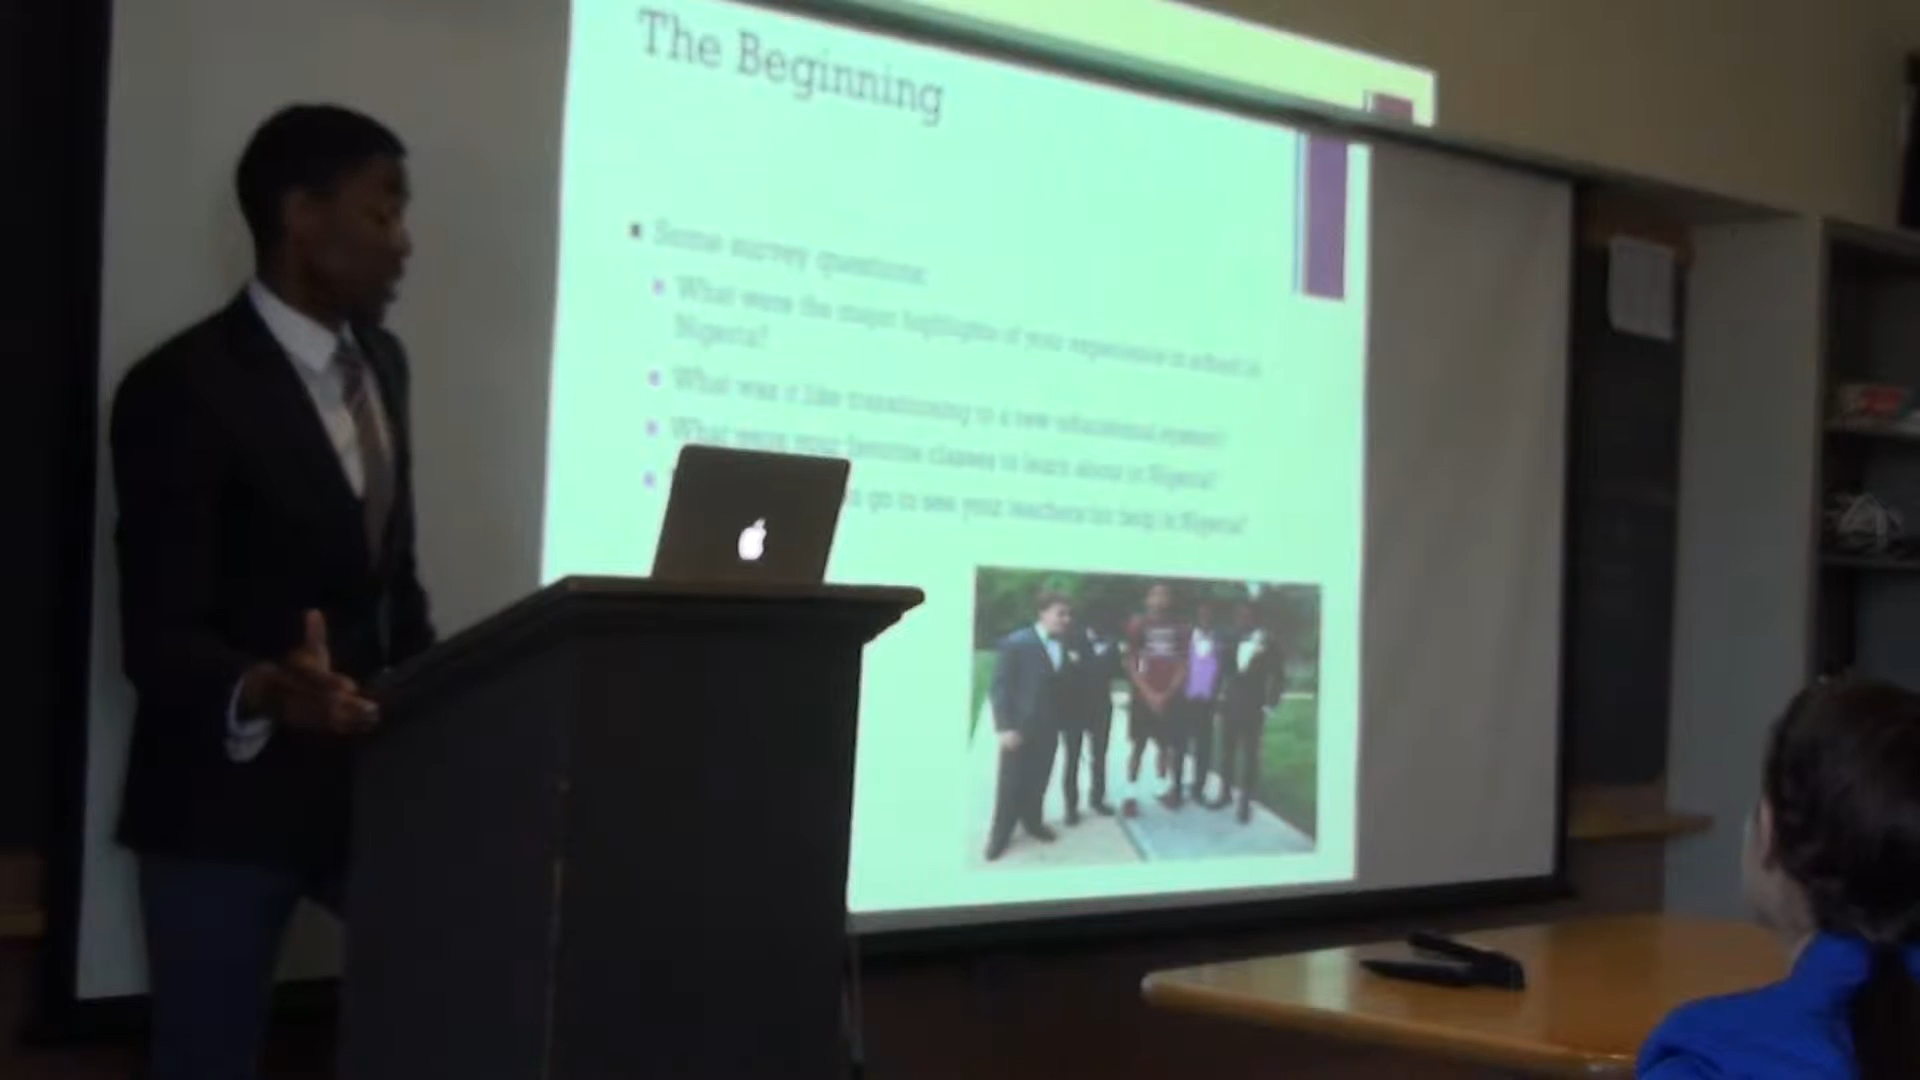 The Beginning
Some survey questions:
What were the major highlights of your experience in school in
Nigeria?
What was it like transitioning to a new educational system?
What were your favorite classes to learn about in Nigeria?
go to see your teachers for help in Nigeria?